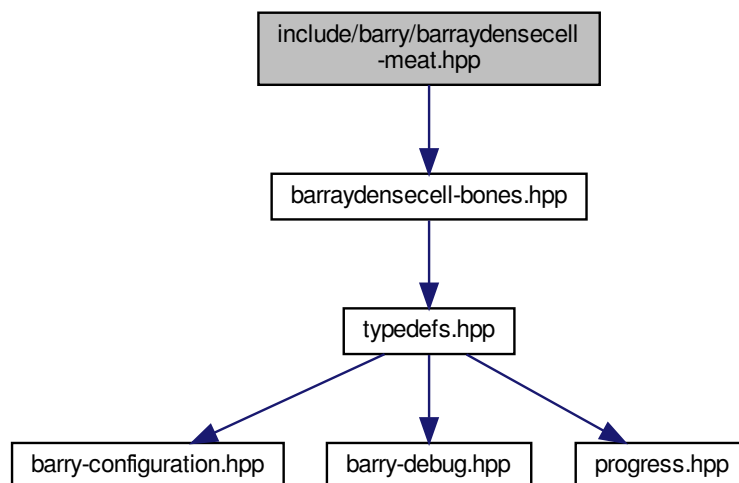 include/barry/barraydensecell
-meat.hpp
barraydensecell-bones.hpp
typedefs.hpp
barry-configuration.hpp
barry-debug.hpp
progress.hpp